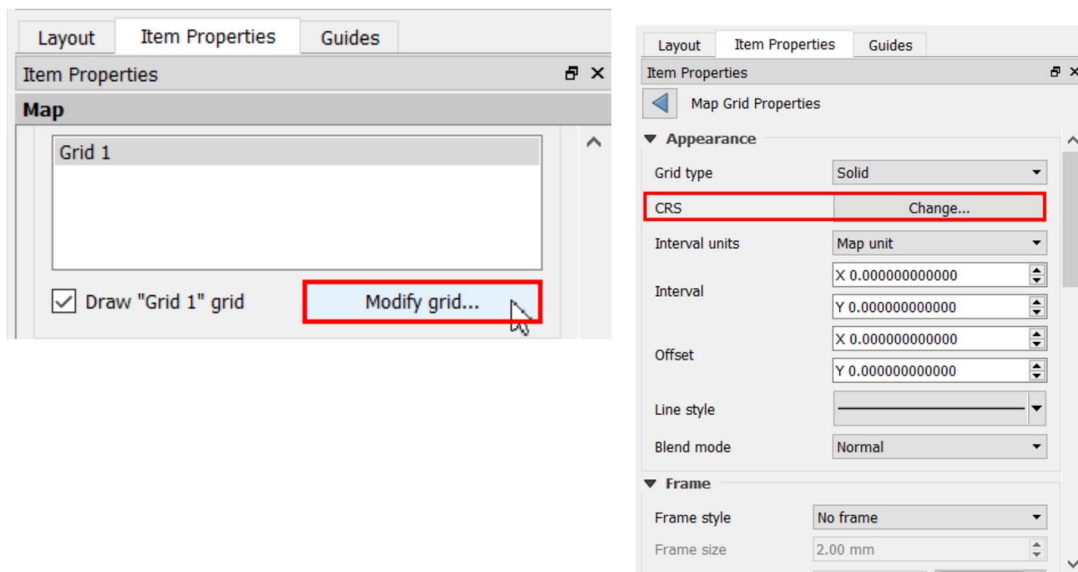 Layout Item Properties Guides
Item Properties
Map
Grid 1
Draw "Grid 1" grid Modify grid...
Layout Item Properties Guides
Item Properties
Map Grid Properties
Appearance
Grid type Solid
CRS Change...
Interval units Map unit
Interval
X 0.000000000000
Y 0.000000000000
Offset
X 0.000000000000
Y 0.000000000000
Line style
Blend mode Normal
Frame
Frame style No frame
Frame size 2.00 mm